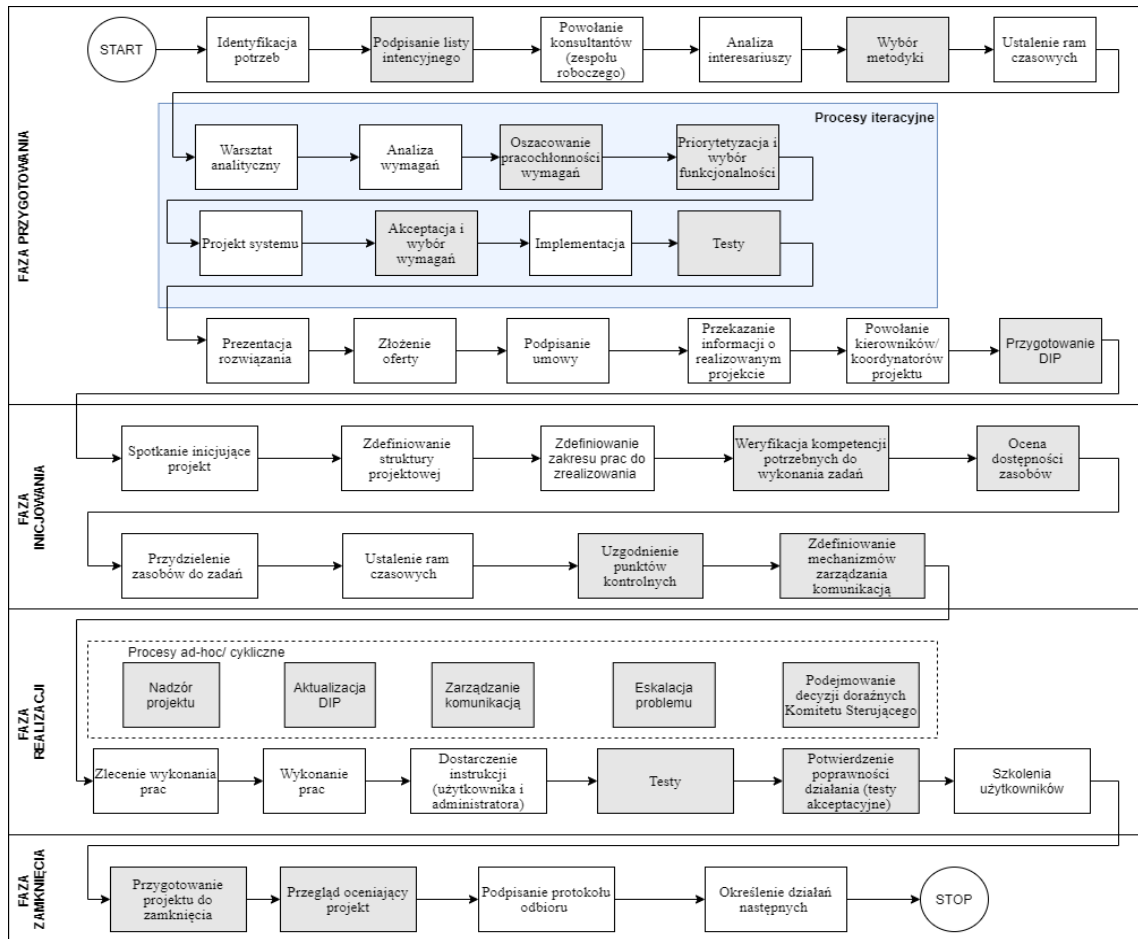 FAZA PRZYGOTOWANIA
START
Identyfikacja
potrzeb
Podpisanie listy
intencyjnego
Powołanie
konsultantów
(zespołu
roboczego)
Analiza
interesariuszy
Wybór
metodyki
Ustalenie ram
czasowych
Procesy iteracyjne
Warsztat
analityczny
Analiza
wymagań
Oszacowanie
pracochłonności
wymagań
Priorytetyzacja i
wybór
funkcjonalności
Projekt systemu
Akceptacja i
wybór
wymagań
Implementacja
Testy
Prezentacja
rozwiązania
Złożenie
oferty
Podpisanie
umowy
Przekazanie
informacji o
realizowanym
projekcie
Powołanie
kierowników/
koordynatorów
projektu
Przygotowanie
DIP
FAZA
INICJOWANIA
Spotkanie inicjujące
projekt
Zdefiniowanie
struktury
projektowej
Zdefiniowanie
zakresu prac do
zrealizowania
Weryfikacja kompetencji
potrzebnych do
wykonania zadań
Ocena
dostępności
zasobów
Przydzielenie
zasobów do zadań
Ustalenie ram
czasowych
Uzgodnienie
punktów
kontrolnych
Zdefiniowanie
mechanizmów
zarządzania
komunikacją
FAZA
REALIZACJI
Procesy ad-hoc/ cykliczne
Nadzór
projektu
Aktualizacja
DIP
Zarządzanie
komunikacją
Eskalacja
problemu
Podejmowanie
decyzji doraźnych
Komitetu Sterującego
Zlecenie wykonania
prac
Wykonanie
prac
Dostarczenie
instrukcji
(użytkownika i
administratora)
Testy
Potwierdzenie
poprawności
działania (testy
akceptacyjne)
Szkolenia
użytkowników
FAZA
ZAMKNIĘCIA
Przygotowanie
projektu do
zamknięcia
Przegląd oceniający
projekt
Podpisanie protokołu
odbioru
Określenie działań
następnych
STOP